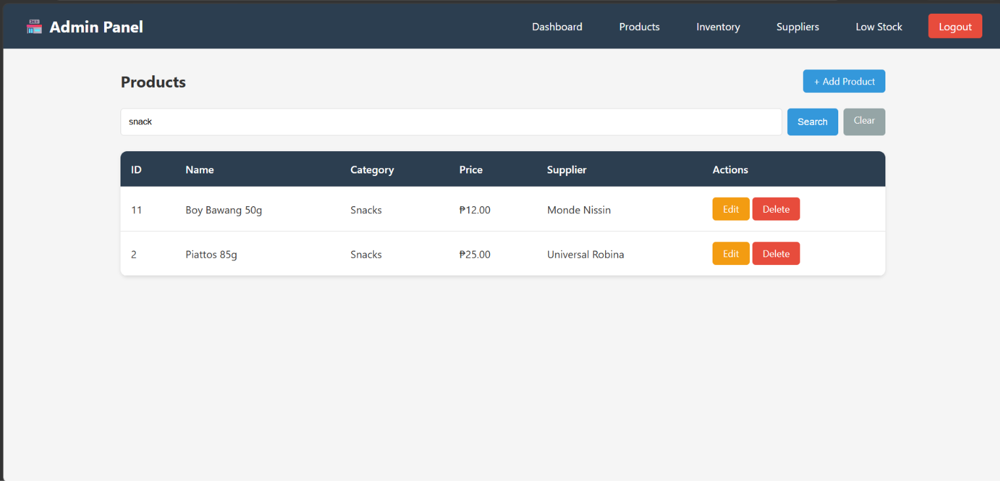 Admin Panel Dashboard Products Inventory Suppliers Low Stock Logout
Products + Add Product
snack Search Clear
ID Name Category Price Supplier Actions
11 Boy Bawang 50g Snacks ₱12.00 Monde Nissin Edit Delete
2 Piattos 85g Snacks ₱25.00 Universal Robina Edit Delete